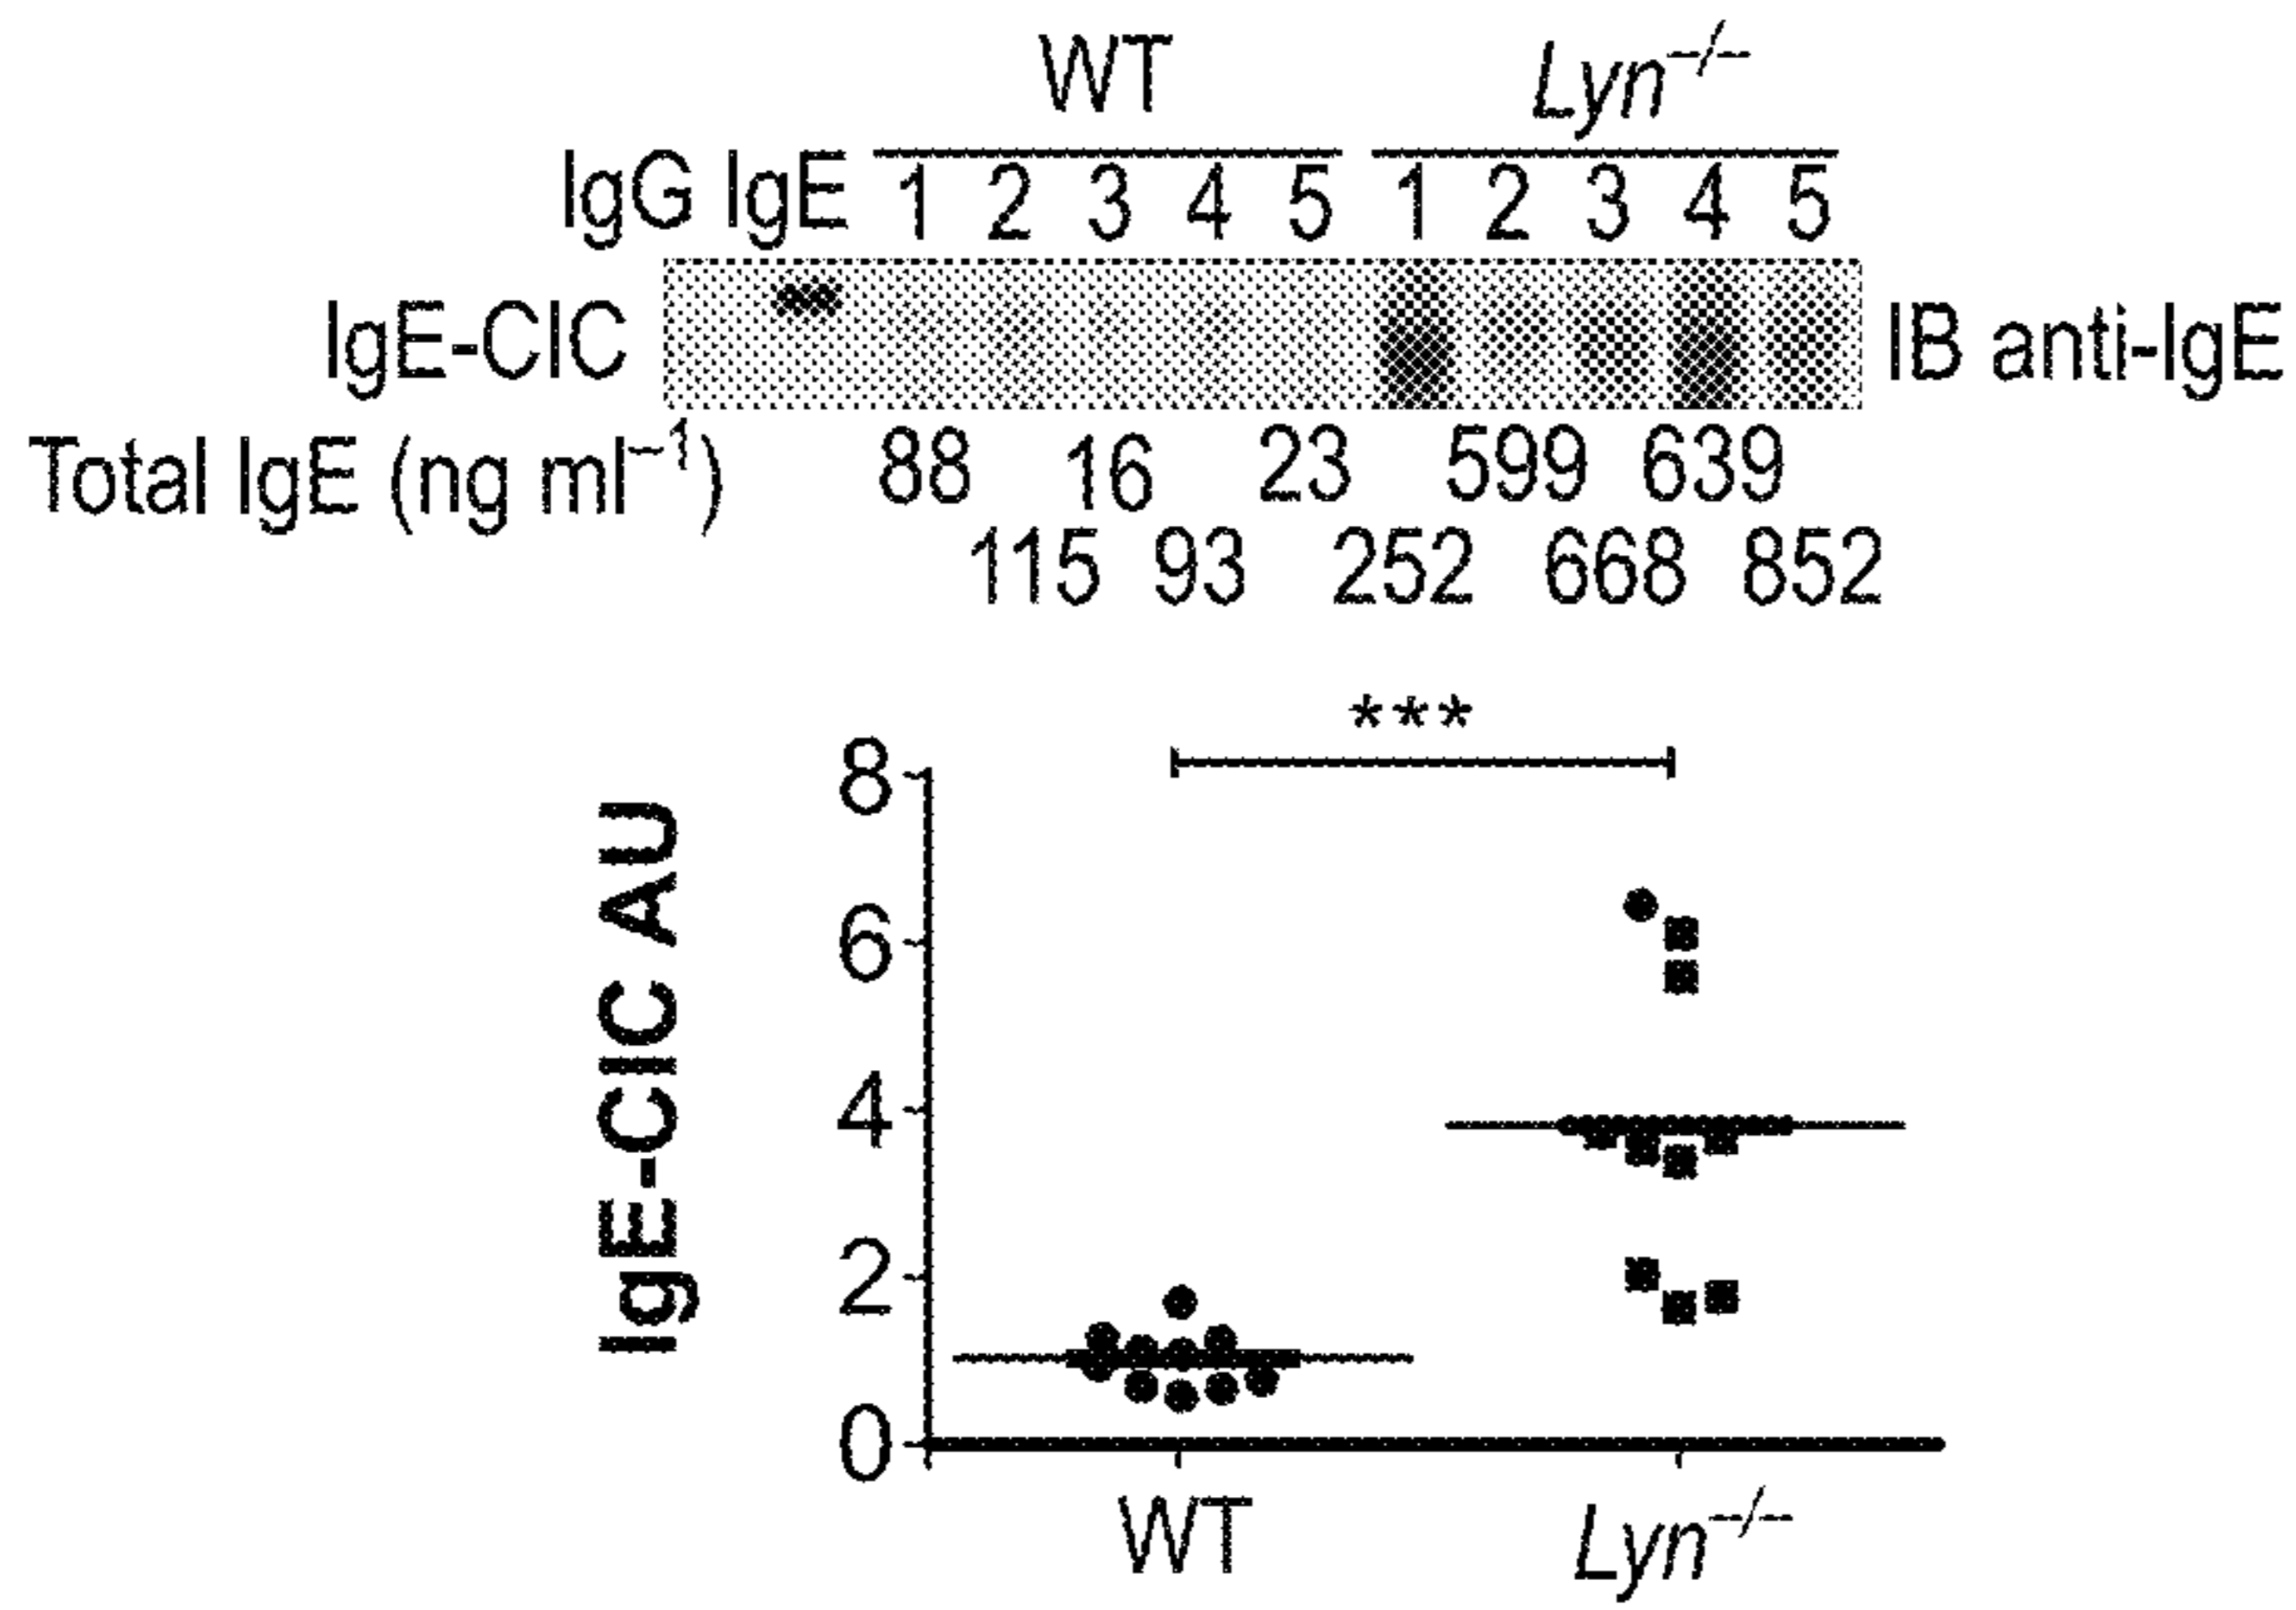 WT Lyn−/−
IgG IgE 1 2 3 4 5 1 2 3 4 5
IgE-CIC IB anti-IgE
Total IgE (ng ml−1) 88 16 23 599 639
115 93 252 668 852
***
8
6
4
2
0
IgE-CIC AU
WT Lyn−/−